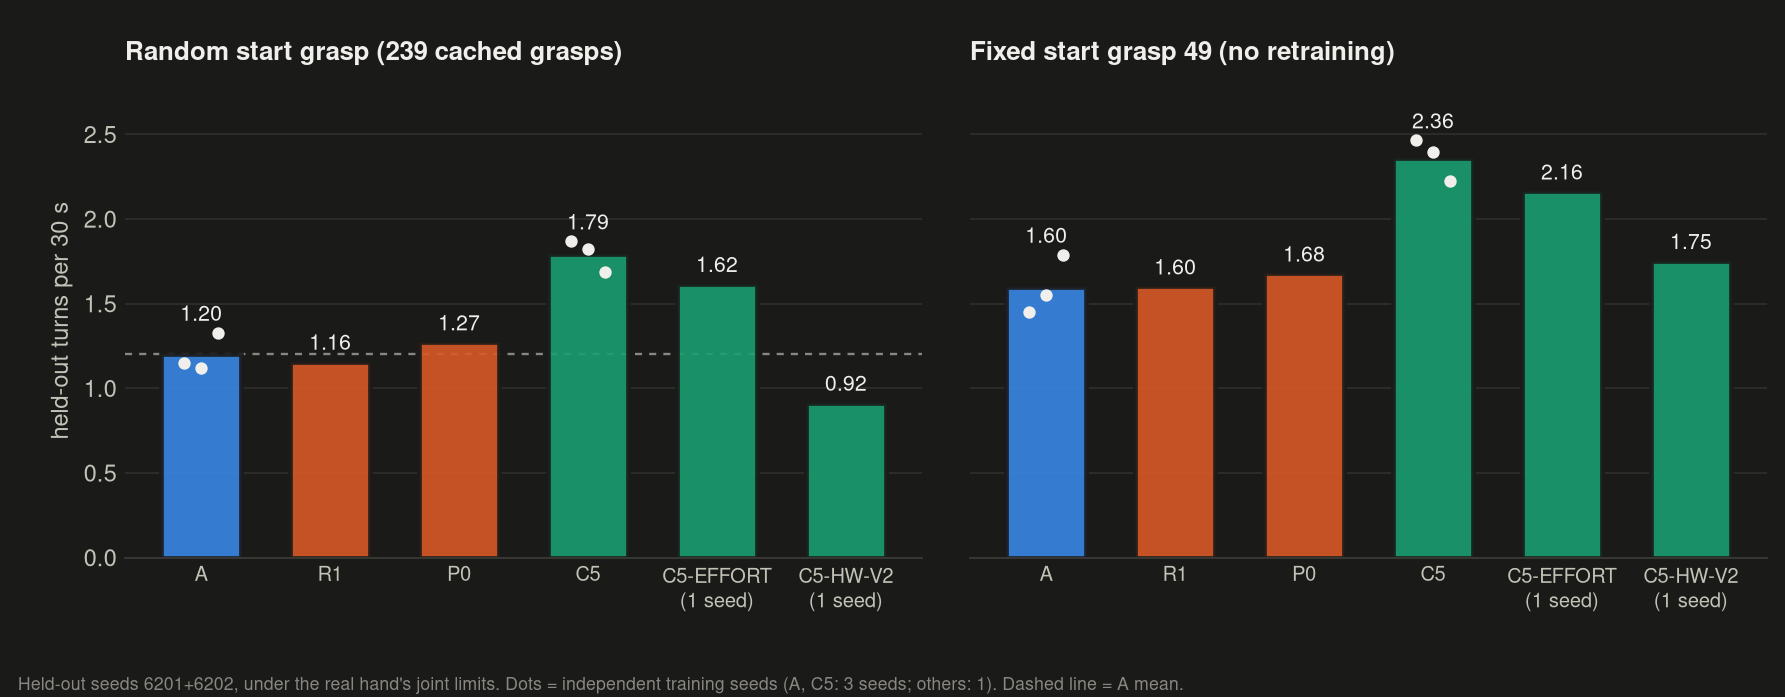 Random start grasp (239 cached grasps)
Fixed start grasp 49 (no retraining)
held-out turns per 30 s
2.5
2.0
1.5
1.0
0.5
0.0
1.20
1.16
1.27
1.79
1.62
0.92
A
R1
P0
C5
C5-EFFORT
(1 seed)
C5-HW-V2
(1 seed)
1.60
1.60
1.68
2.36
2.16
1.75
A
R1
P0
C5
C5-EFFORT
(1 seed)
C5-HW-V2
(1 seed)
Held-out seeds 6201+6202, under the real hand's joint limits. Dots = independent training seeds (A, C5: 3 seeds; others: 1). Dashed line = A mean.